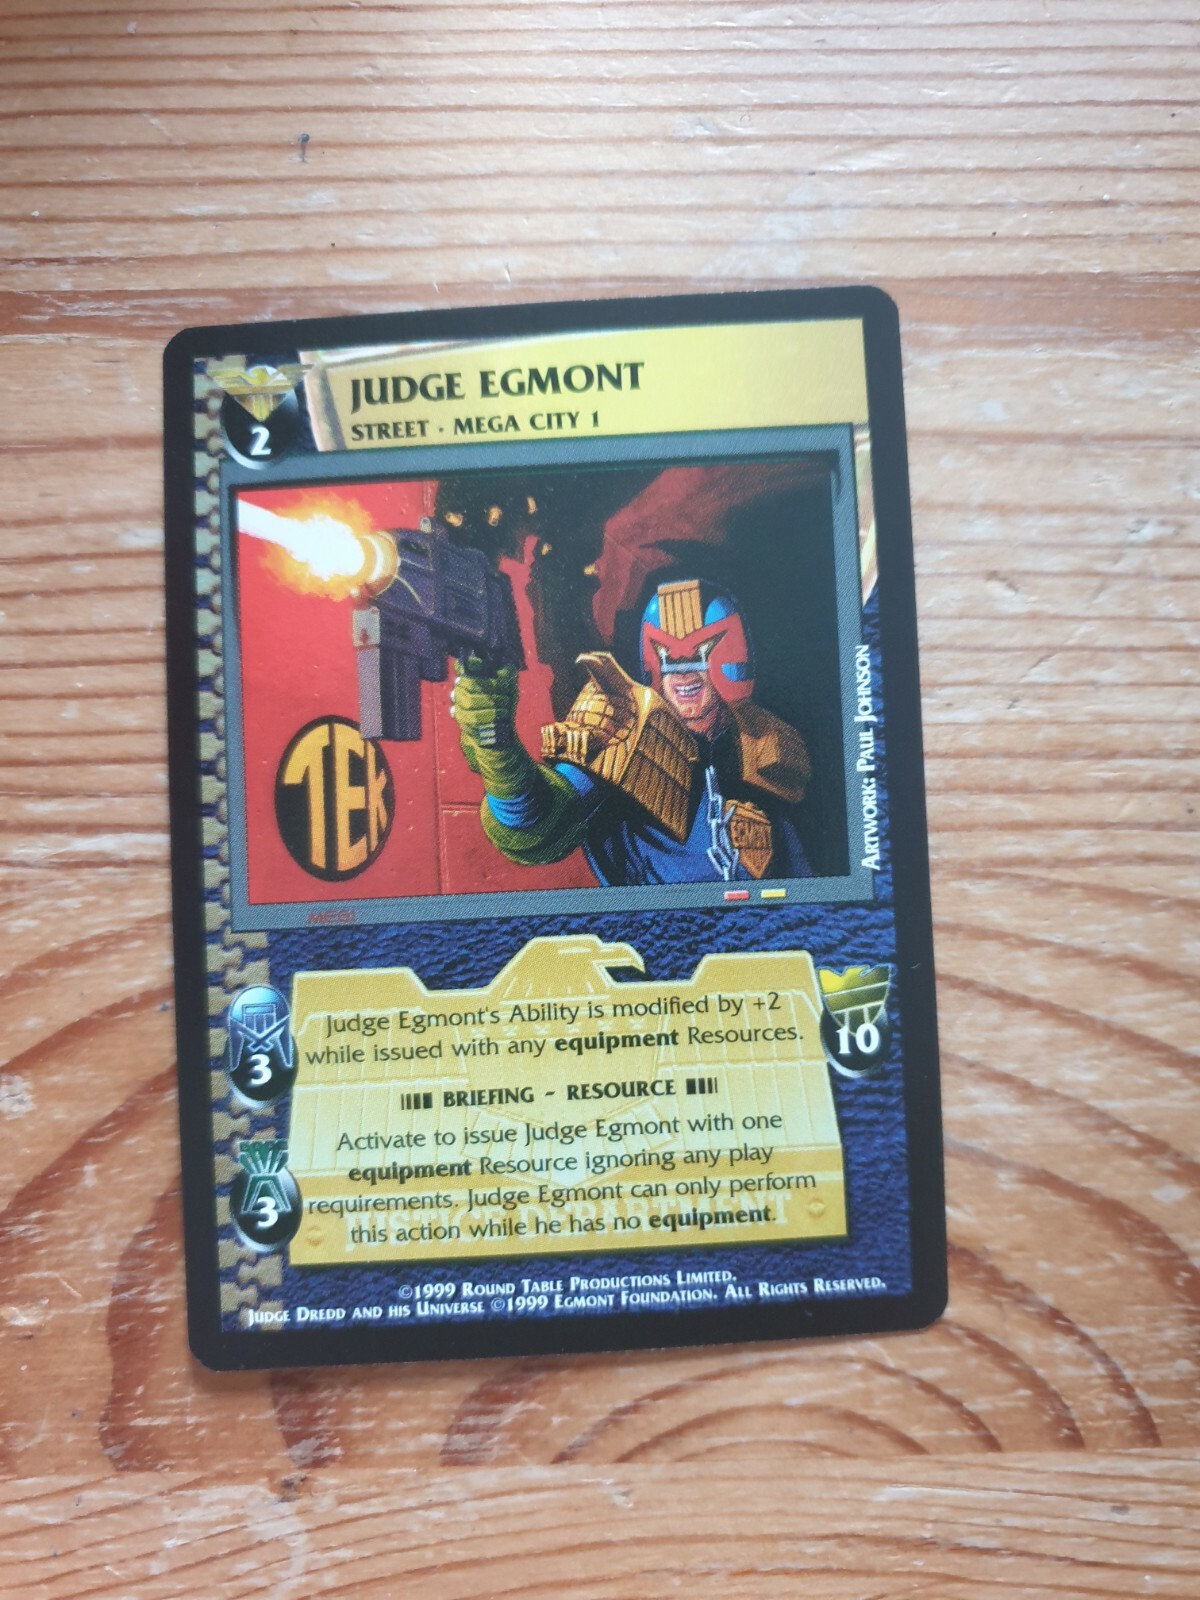 JUDGE EGMONT
STREET · MEGA CITY 1
2
TEK
EGMONT
ARTWORK: PAUL JOHNSON
MEG1
Judge Egmont's Ability is modified by +2
while issued with any equipment Resources.
3
10
BRIEFING ~ RESOURCE
Activate to issue Judge Egmont with one
equipment Resource ignoring any play
requirements. Judge Egmont can only perform
this action while he has no equipment.
3
©1999 ROUND TABLE PRODUCTIONS LIMITED.
JUDGE DREDD AND HIS UNIVERSE ©1999 EGMONT FOUNDATION. ALL RIGHTS RESERVED.